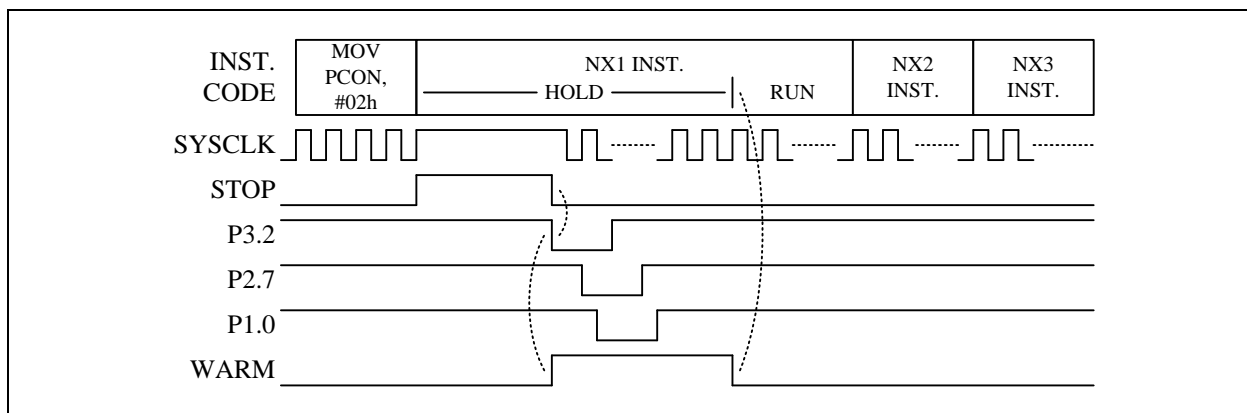 INST. CODE
MOV PCON, #02h
NX1 INST.
HOLD
RUN
NX2 INST.
NX3 INST.
SYSCLK
STOP
P3.2
P2.7
P1.0
WARM